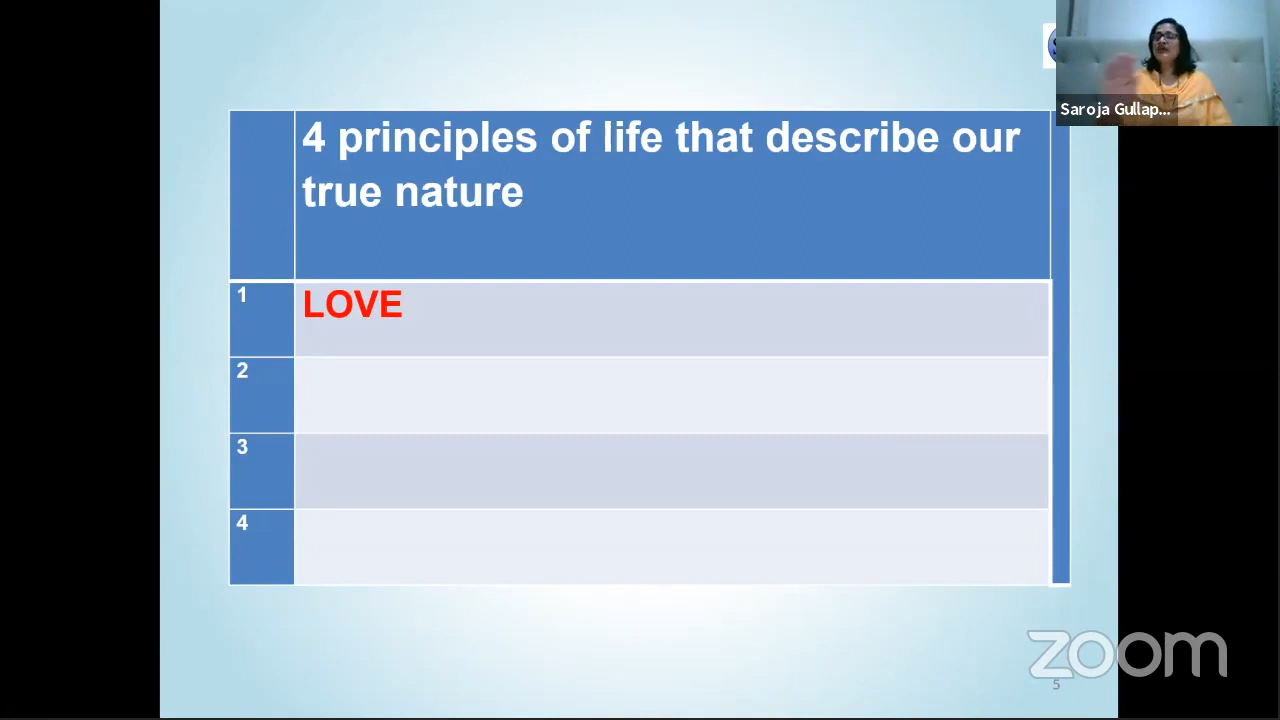 4 principles of life that describe our
true nature
1 LOVE
2
3
4
Saroja Gullap...
zoom
5